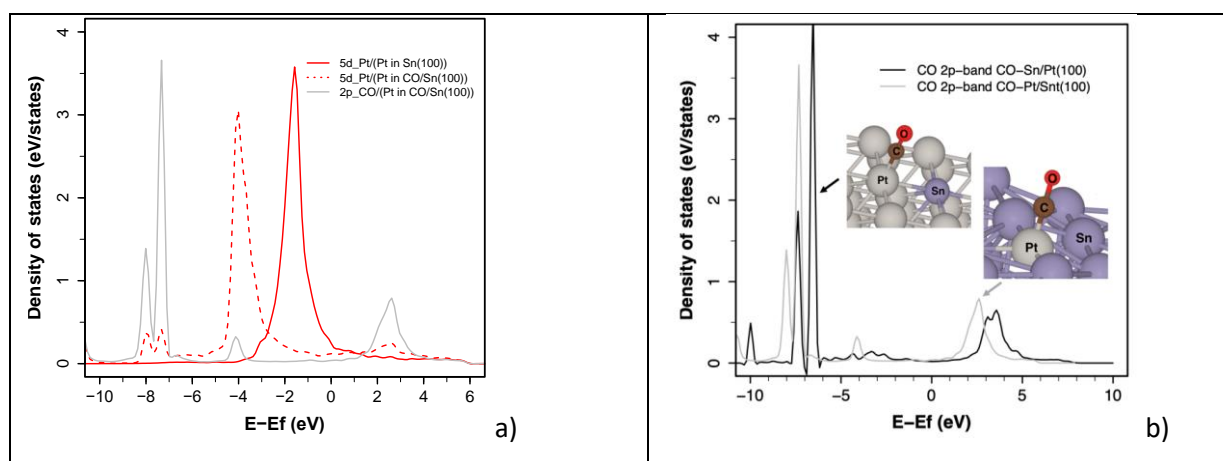 4
3
2
1
0
Density of states (eV/states)
5d_Pt/(Pt in Sn(100))
5d_Pt/(Pt in CO/Sn(100))
2p_CO/(Pt in CO/Sn(100))
−10 −8 −6 −4 −2 0 2 4 6
E−Ef (eV)
a)
4
3
2
1
0
Density of states (eV/states)
CO 2p−band CO−Sn/Pt(100)
CO 2p−band CO−Pt/Snt(100)
O
C
Pt
Sn
O
C
Sn
Pt
−10 −5 0 5 10
E−Ef (eV)
b)